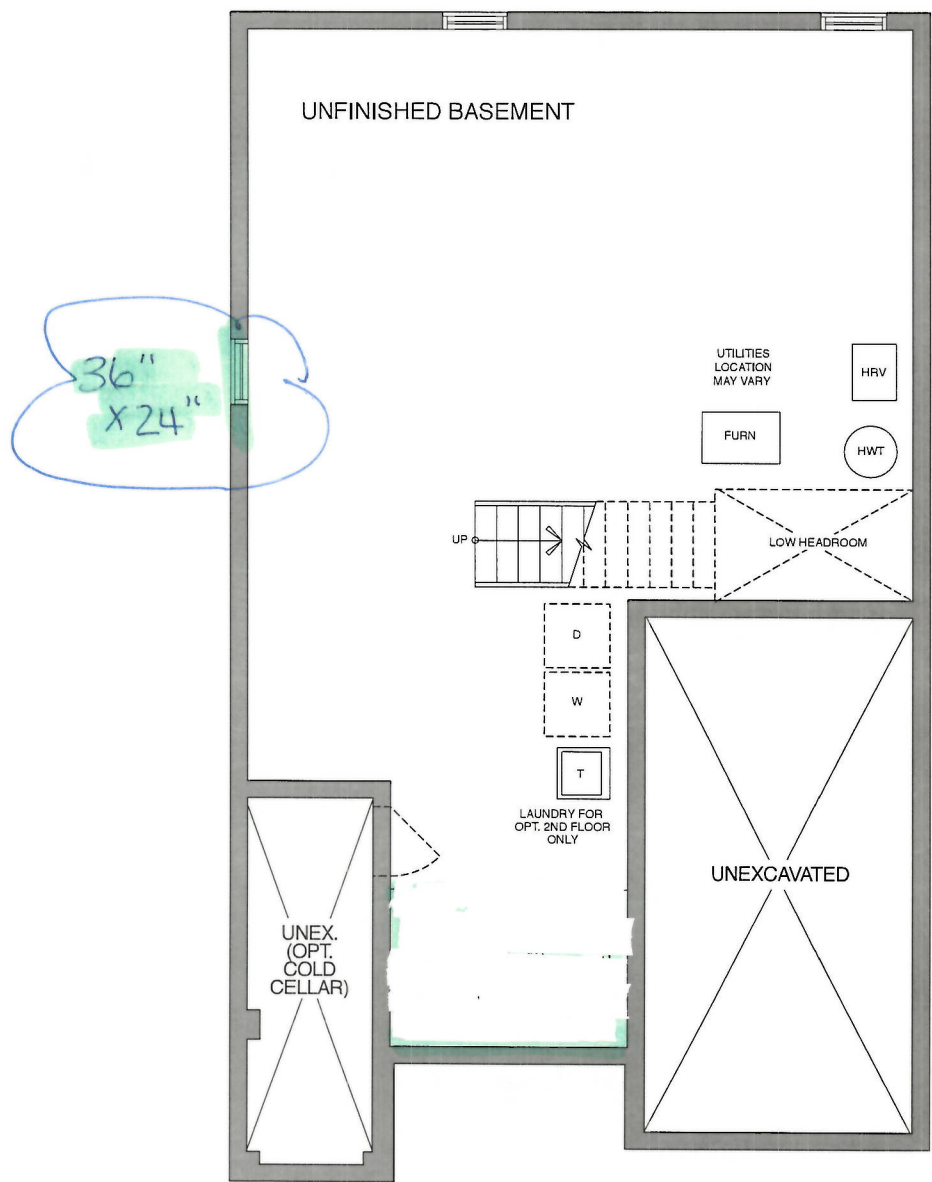 UNFINISHED BASEMENT
36"
X 24"
UTILITIES
LOCATION
MAY VARY
HRV
FURN
HWT
UP
LOW HEADROOM
D
W
T
LAUNDRY FOR
OPT. 2ND FLOOR
ONLY
UNEXCAVATED
UNEX.
(OPT.
COLD
CELLAR)